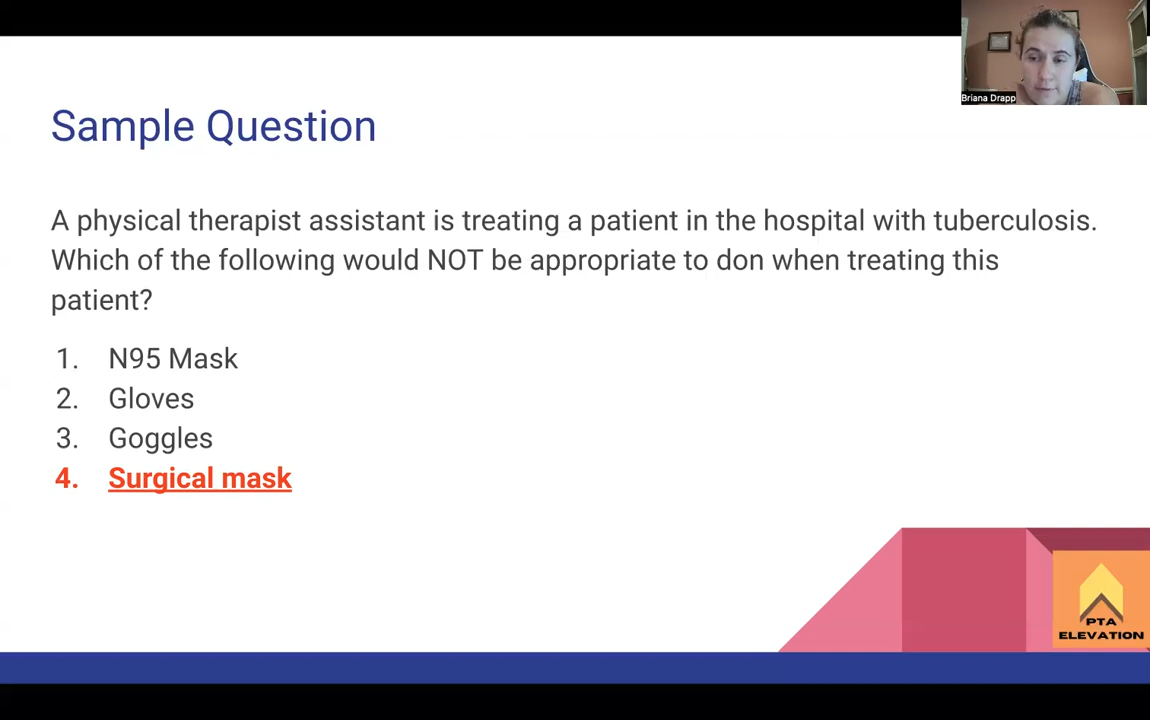 Briana Drapp
Sample Question
A physical therapist assistant is treating a patient in the hospital with tuberculosis.
Which of the following would NOT be appropriate to don when treating this
patient?
1. N95 Mask
2. Gloves
3. Goggles
4. Surgical mask
PTA
ELEVATION